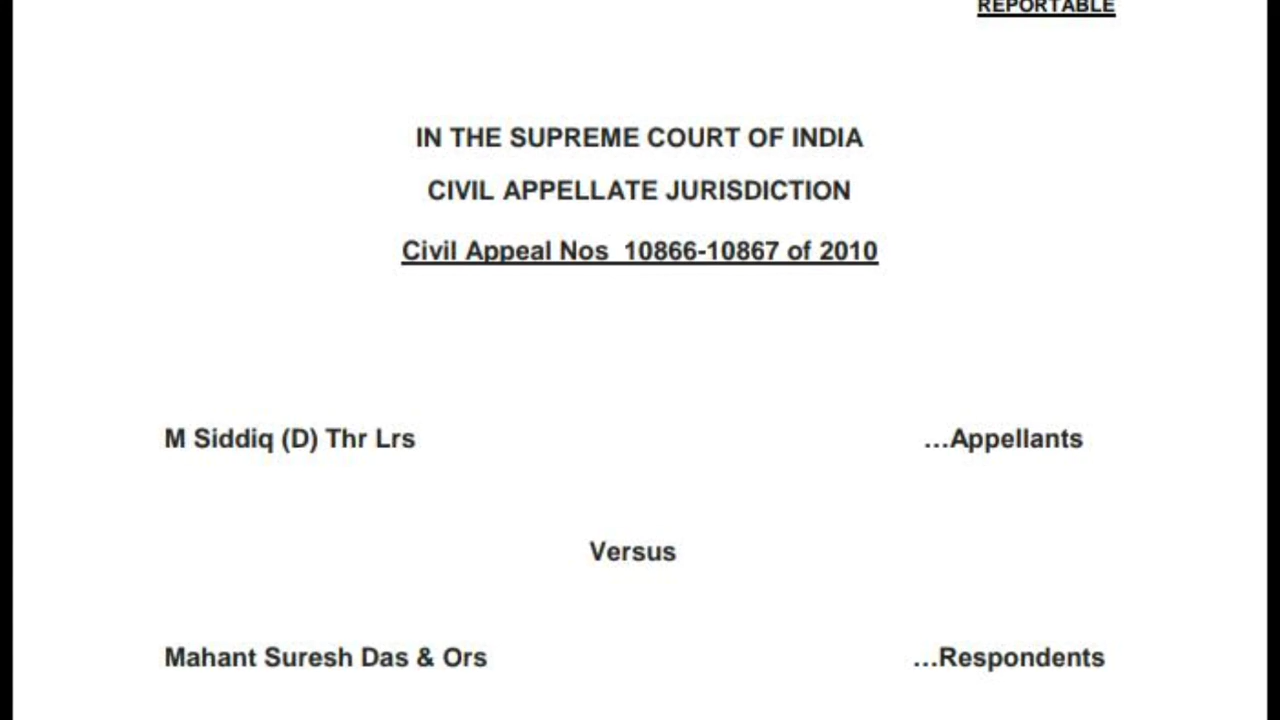 REPORTABLE
IN THE SUPREME COURT OF INDIA
CIVIL APPELLATE JURISDICTION
Civil Appeal Nos 10866-10867 of 2010
M Siddiq (D) Thr Lrs ...Appellants
Versus
Mahant Suresh Das & Ors ...Respondents